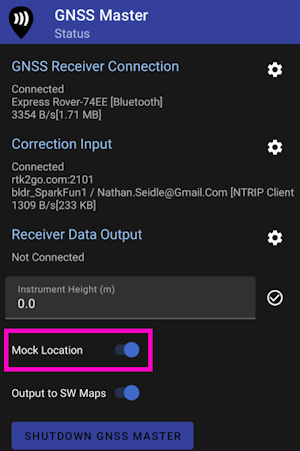 GNSS Master
Status
GNSS Receiver Connection
Connected
Express Rover-74EE [Bluetooth]
3354 B/s[1.71 MB]
Correction Input
Connected
rtk2go.com:2101
bldr_SparkFun1 / Nathan.Seidle@Gmail.Com [NTRIP Client
1309 B/s[233 KB]
Receiver Data Output
Not Connected
Instrument Height (m)
0.0
Mock Location
Output to SW Maps
SHUTDOWN GNSS MASTER